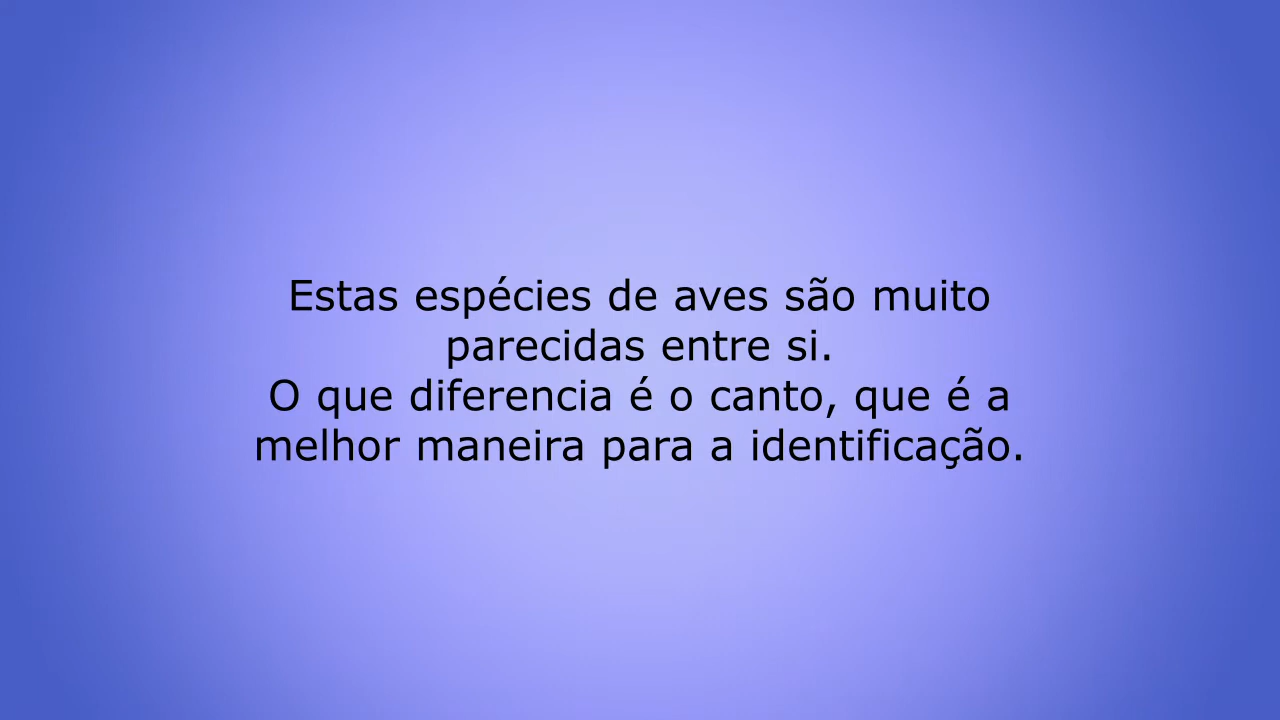 Estas espécies de aves são muito
parecidas entre si.
O que diferencia é o canto, que é a
melhor maneira para a identificação.